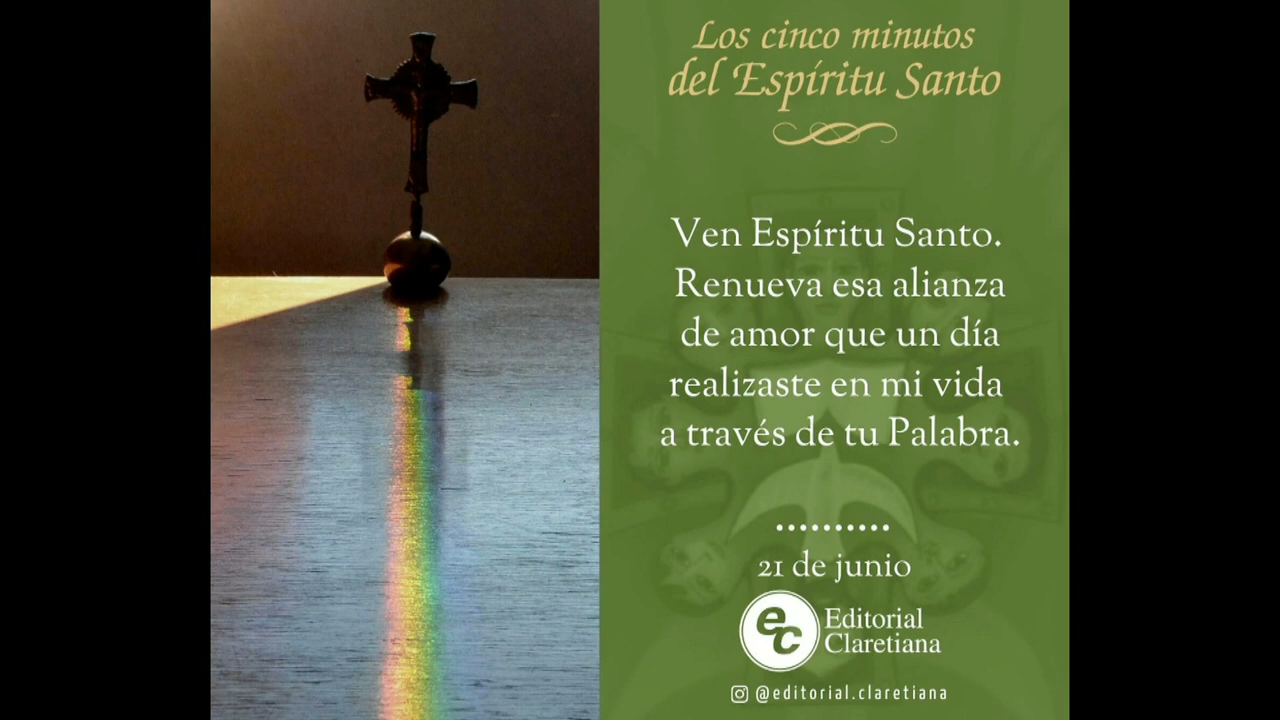 Los cinco minutos
del Espíritu Santo
Ven Espíritu Santo.
Renueva esa alianza
de amor que un día
realizaste en mi vida
a través de tu Palabra.
21 de junio
ec
Editorial
Claretiana
@editorial.claretiana